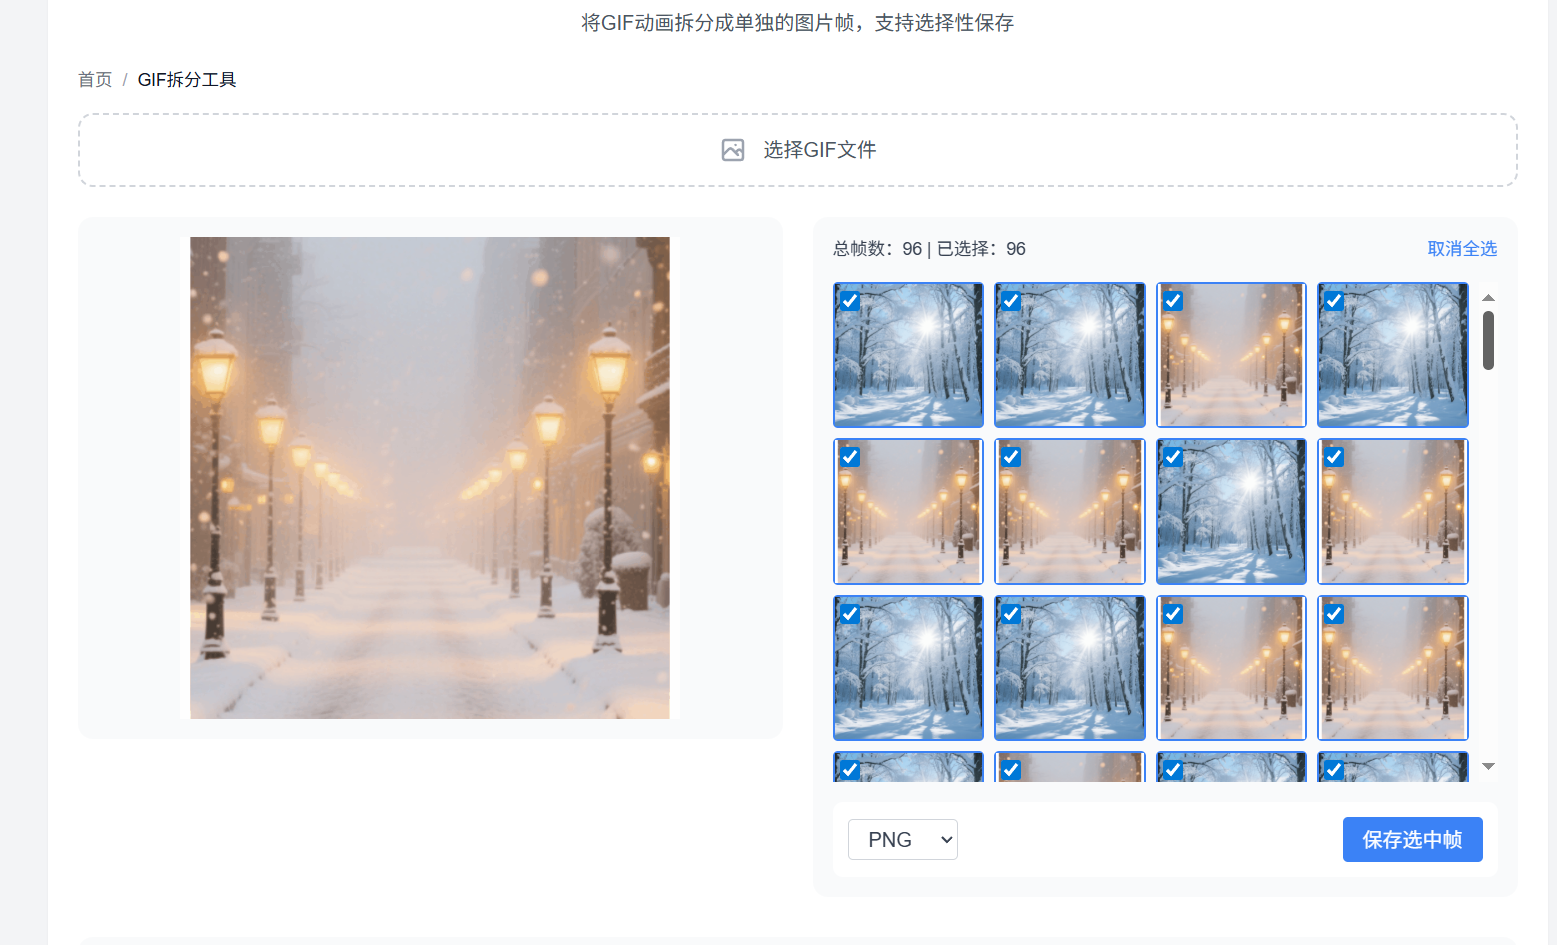 将GIF动画拆分成单独的图片帧，支持选择性保存
首页 / GIF拆分工具
选择GIF文件
总帧数：96 | 已选择：96
取消全选
PNG
保存选中帧